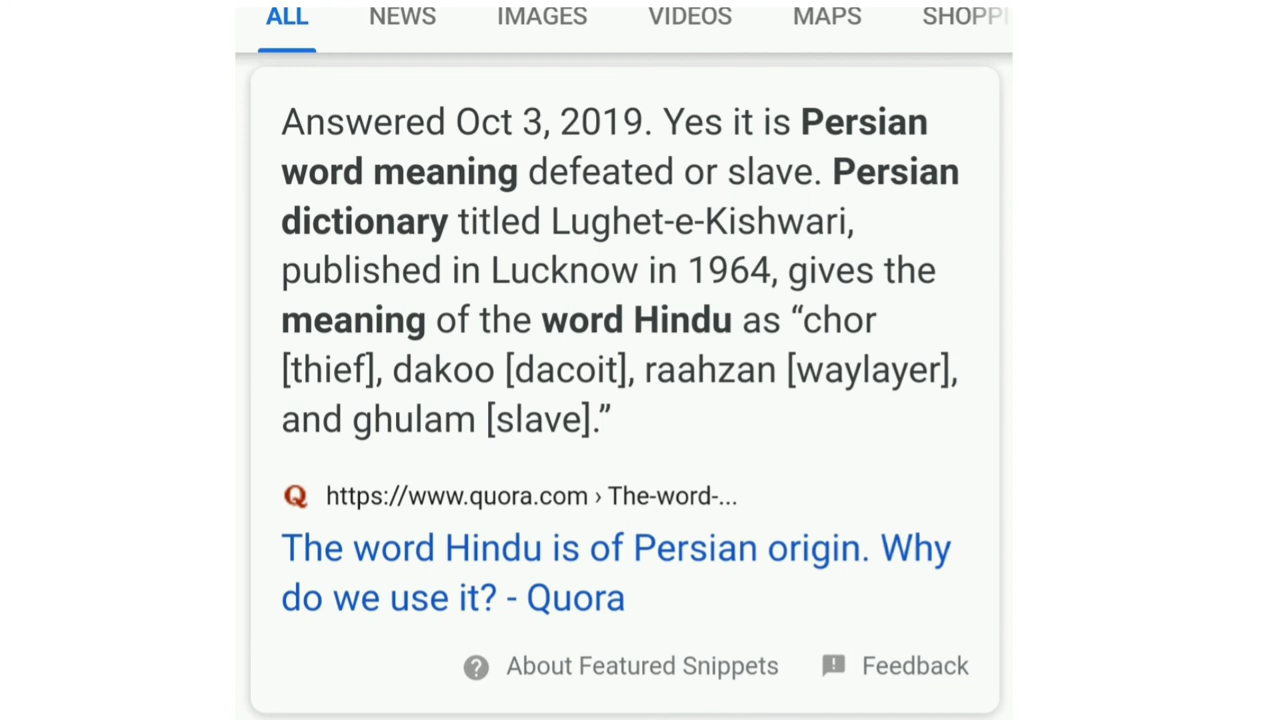 ALL NEWS IMAGES VIDEOS MAPS SHOPPI
Answered Oct 3, 2019. Yes it is Persian
word meaning defeated or slave. Persian
dictionary titled Lughet-e-Kishwari,
published in Lucknow in 1964, gives the
meaning of the word Hindu as “chor
[thief], dakoo [dacoit], raahzan [waylayer],
and ghulam [slave].”
Q https://www.quora.com › The-word-...
The word Hindu is of Persian origin. Why
do we use it? - Quora
? About Featured Snippets ! Feedback